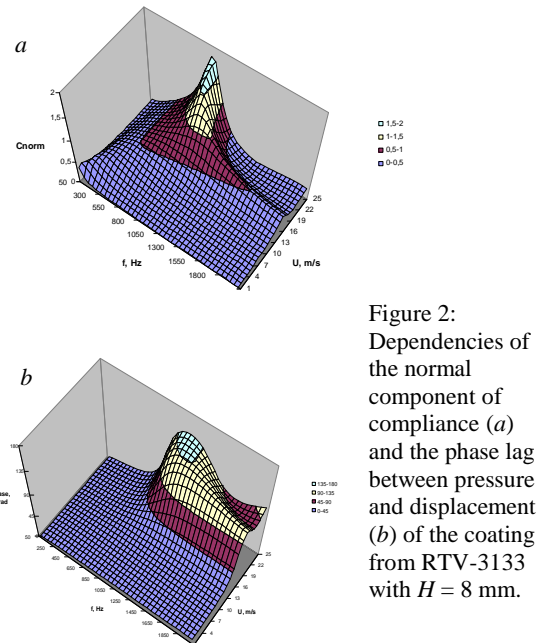 a
2
1,5
1
0,5
0
Cnorm
50
300
550
800
1050
1300
1550
1800
f, Hz
1
4
7
10
13
16
19
22
25
U, m/s
1,5-2
1-1,5
0,5-1
0-0,5
b
180
135
90
45
ase,
rad
50
250
450
650
850
1050
1250
1450
1650
1850
f, Hz
4
7
10
13
16
19
22
25
U, m/s
135-180
90-135
45-90
0-45
Figure 2:
Dependencies of
the normal
component of
compliance (a)
and the phase lag
between pressure
and displacement
(b) of the coating
from RTV-3133
with H = 8 mm.